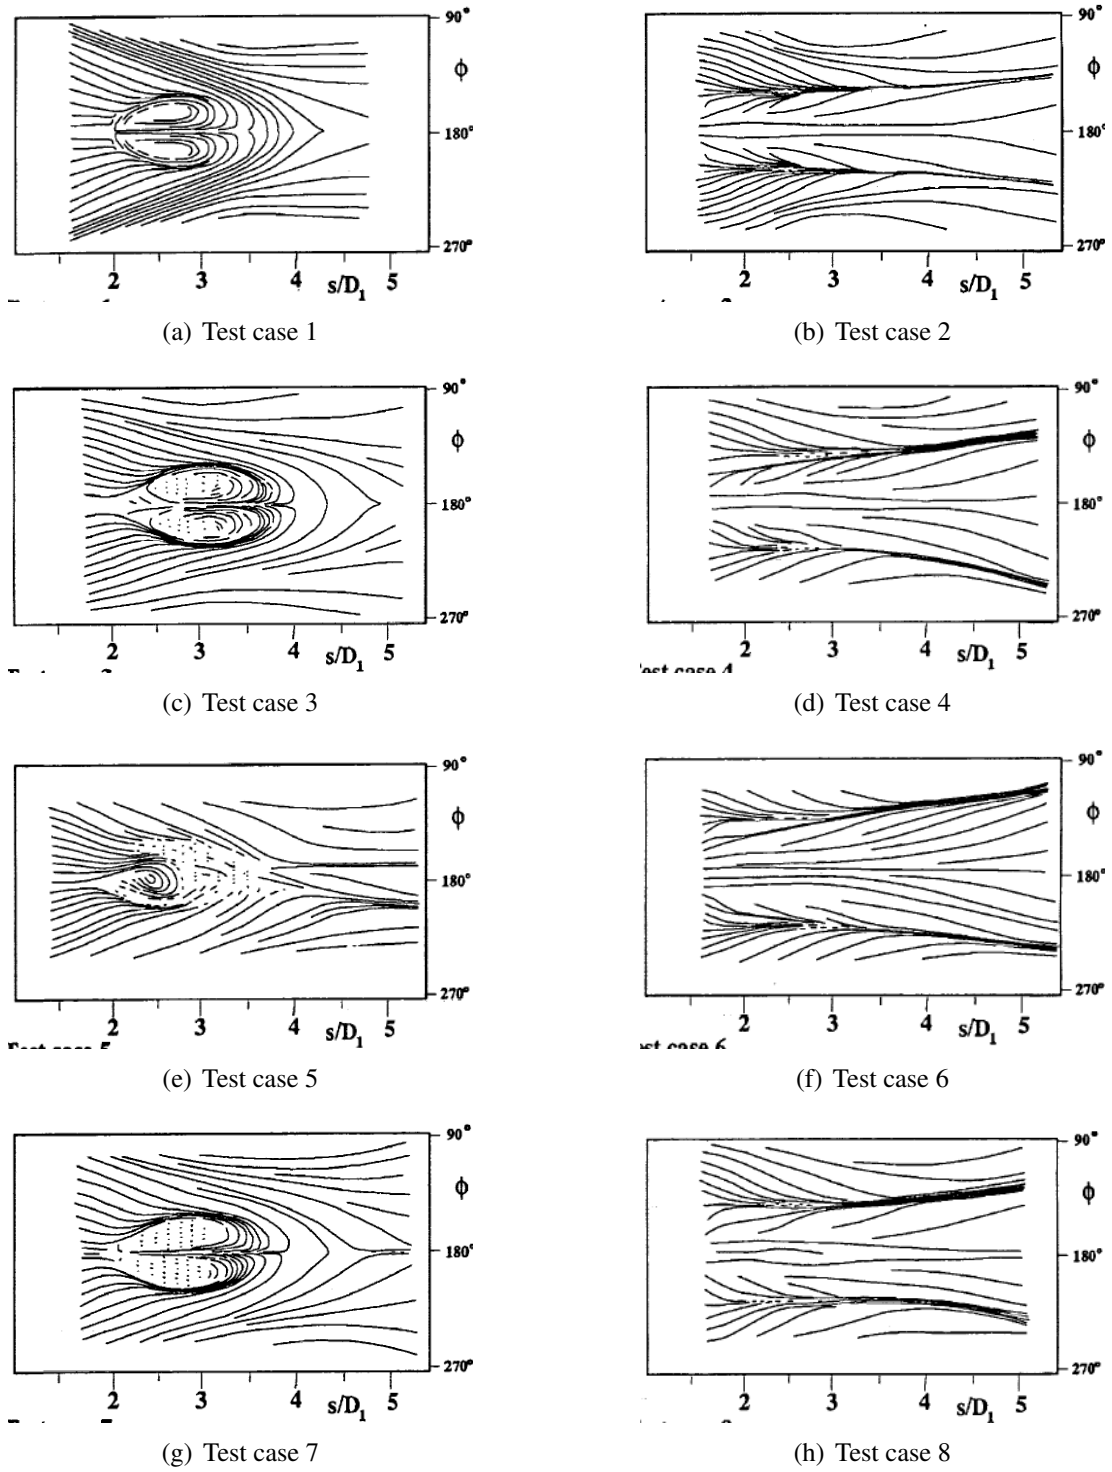 90°
ϕ
180°
270°
2 3 4 s/D1 5
90°
ϕ
180°
270°
2 3 4 s/D1 5
(a) Test case 1
(b) Test case 2
90°
ϕ
180°
270°
2 3 4 s/D1 5
90°
ϕ
180°
270°
2 3 4 s/D1 5
(c) Test case 3
(d) Test case 4
90°
ϕ
180°
270°
2 3 4 s/D1 5
90°
ϕ
180°
270°
2 3 4 s/D1 5
(e) Test case 5
(f) Test case 6
90°
ϕ
180°
270°
2 3 4 s/D1 5
90°
ϕ
180°
270°
2 3 4 s/D1 5
(g) Test case 7
(h) Test case 8